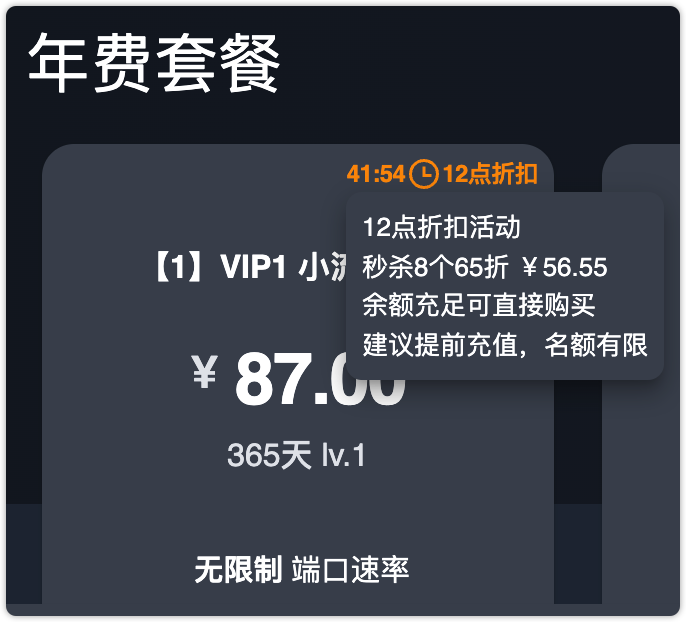 年费套餐
41:54 12点折扣
12点折扣活动
秒杀8个65折 ￥56.55
余额充足可直接购买
建议提前充值，名额有限
【1】VIP1 小流
￥87.00
365天 lv.1
无限制 端口速率